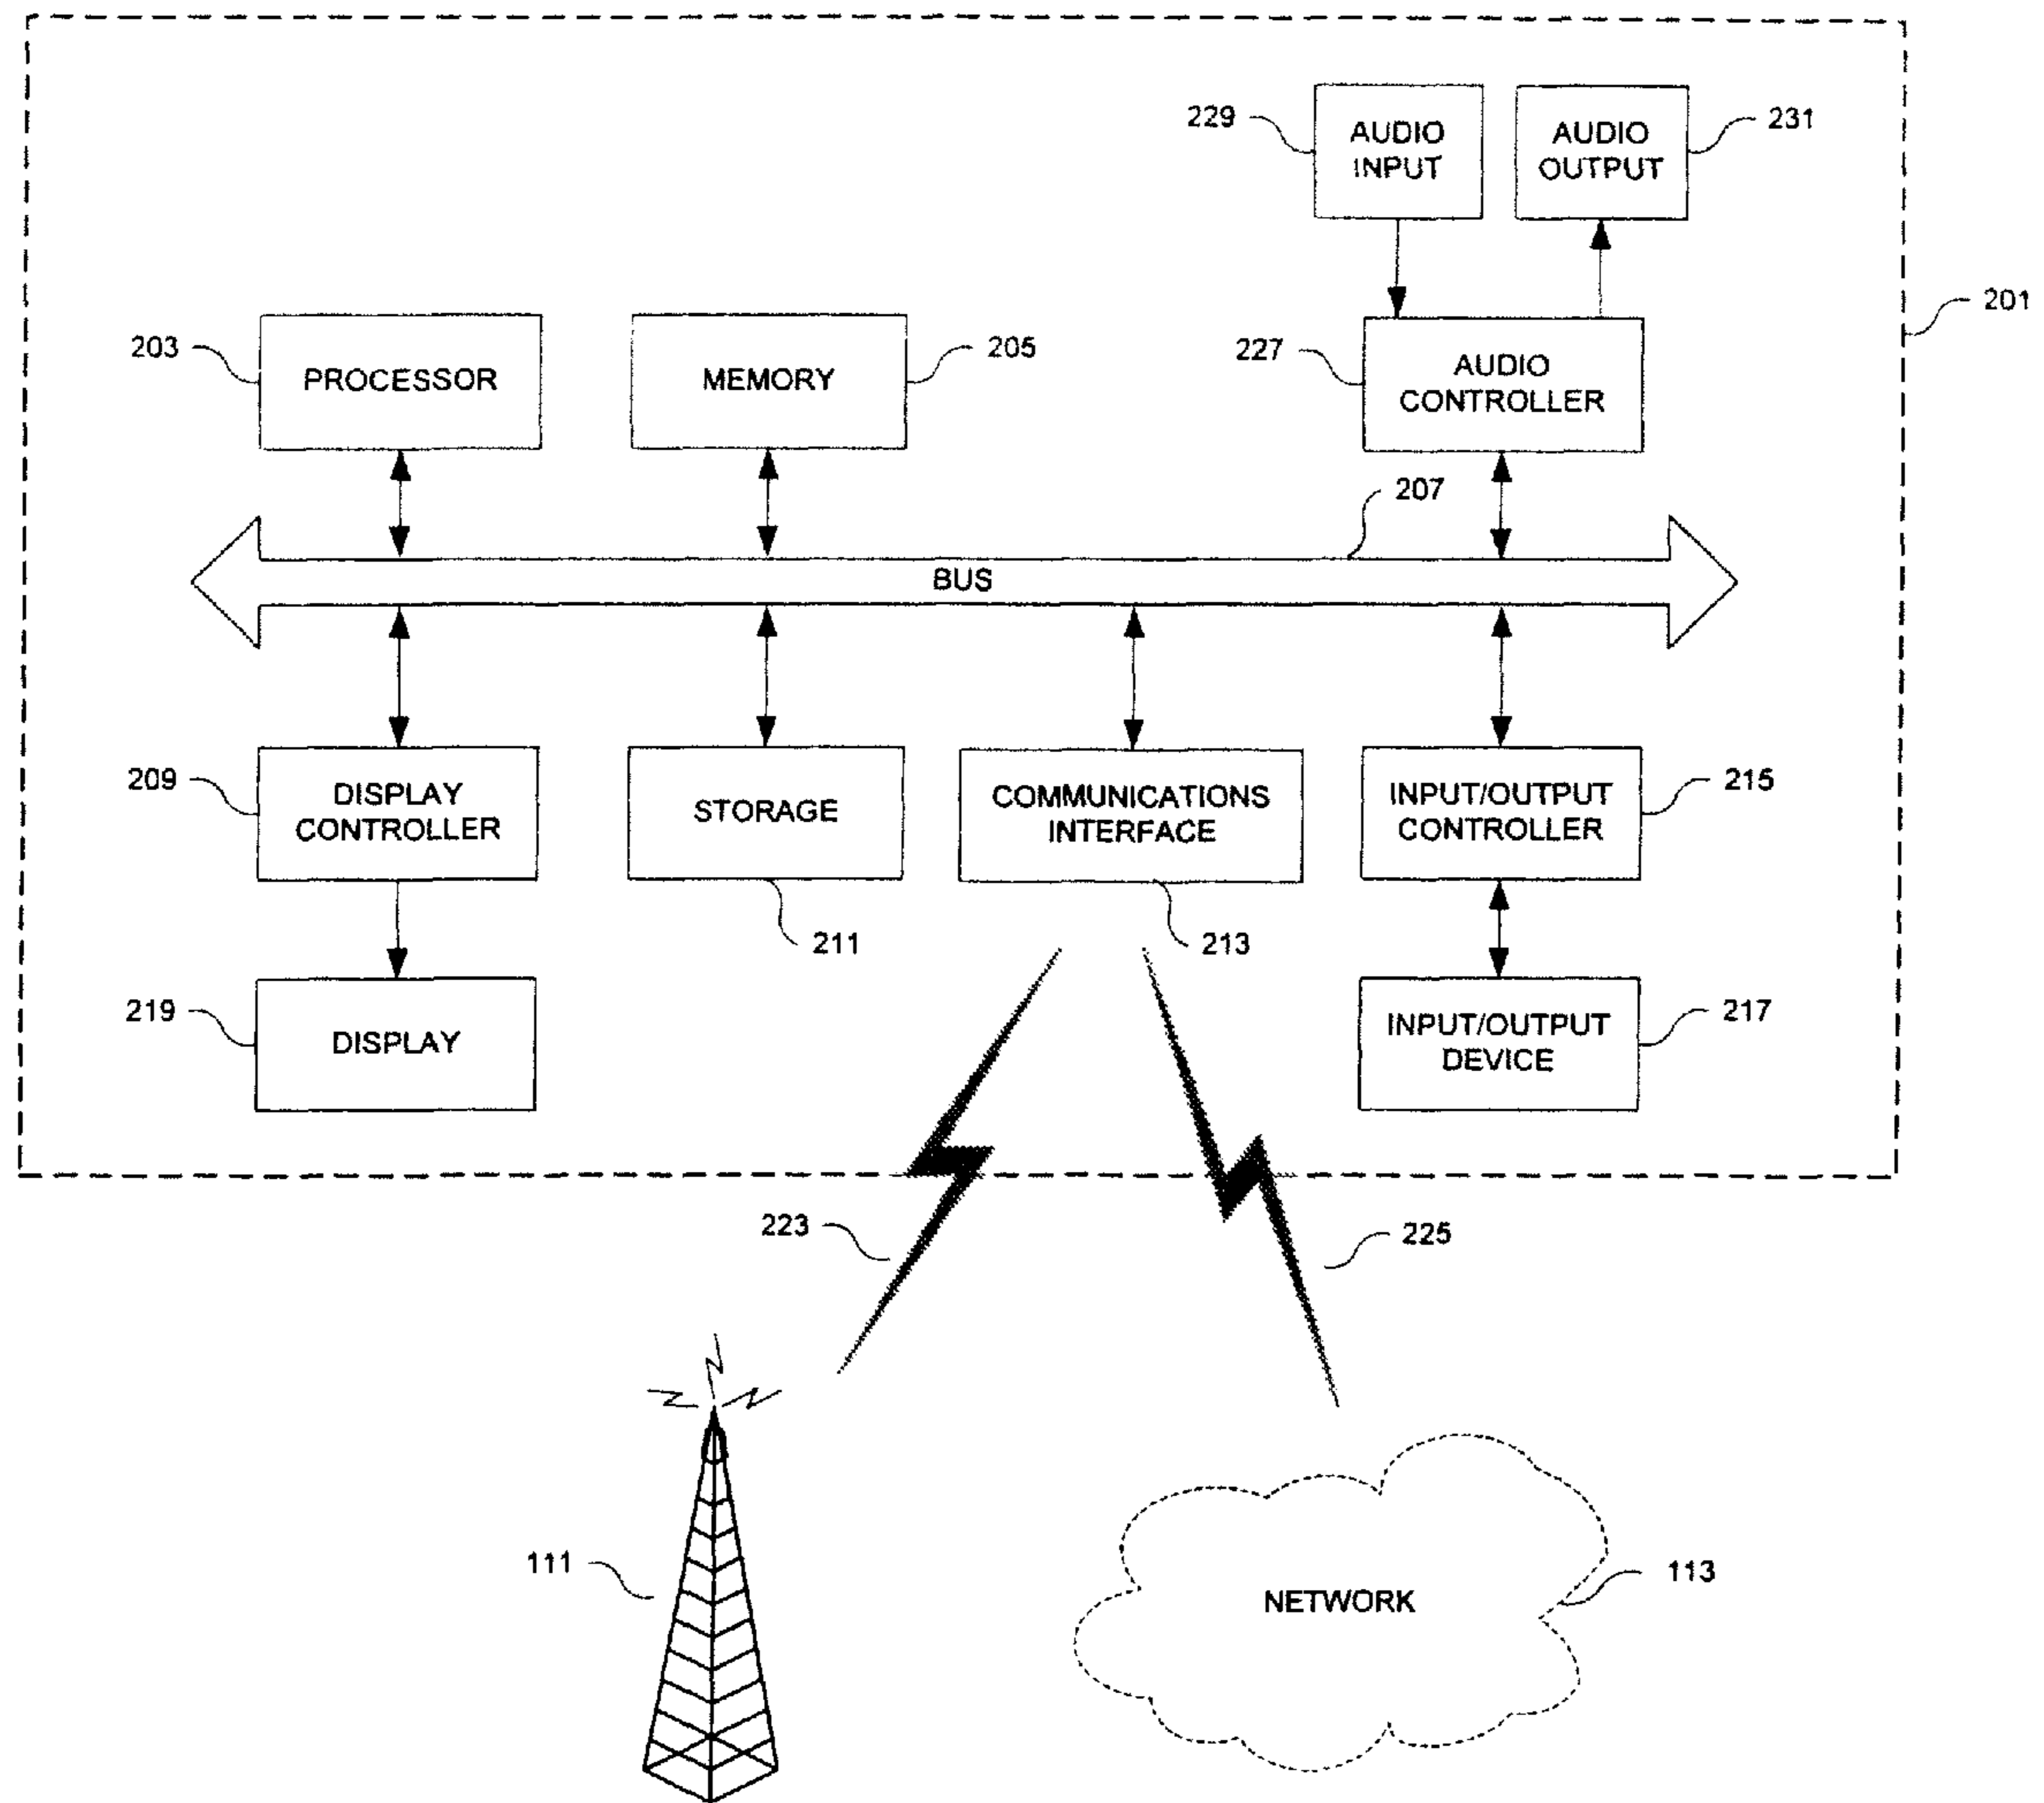 229
AUDIO
INPUT
AUDIO
OUTPUT
231
201
203
PROCESSOR
MEMORY
205
227
AUDIO
CONTROLLER
207
BUS
209
DISPLAY
CONTROLLER
STORAGE
COMMUNICATIONS
INTERFACE
INPUT/OUTPUT
CONTROLLER
215
211
213
219
DISPLAY
INPUT/OUTPUT
DEVICE
217
223
225
111
NETWORK
113